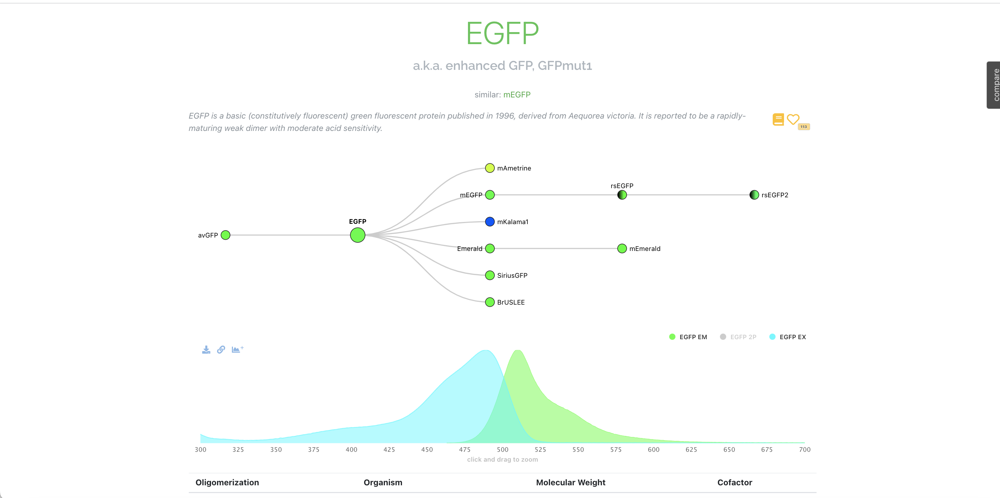 EGFP
a.k.a. enhanced GFP, GFPmut1
compare
similar: mEGFP
EGFP is a basic (constitutively fluorescent) green fluorescent protein published in 1996, derived from Aequorea victoria. It is reported to be a rapidly-
maturing weak dimer with moderate acid sensitivity.
113
mAmetrine
rsEGFP
mEGFP
rsEGFP2
EGFP
mKalama1
avGFP
Emerald
mEmerald
SiriusGFP
BrUSLEE
EGFP EM EGFP 2P EGFP EX
300 325 350 375 400 425 450 475 500 525 550 575 600 625 650 675 700
click and drag to zoom
Oligomerization Organism Molecular Weight Cofactor